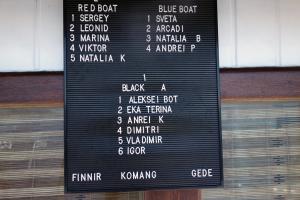 RED BOAT
1 SERGEY
2 LEONID
3 MARINA
4 VIKTOR
5 NATALIA K
BLUE BOAT
1 SVETA
2 ARCADI
3 NATALIA B
4 ANDREI P
1
BLACK A
1 ALEKSEI BOT
2 EKA TERINA
3 ANREI K
4 DIMITRI
5 VLADIMIR
6 IGOR
FINNIR KOMANG GEDE